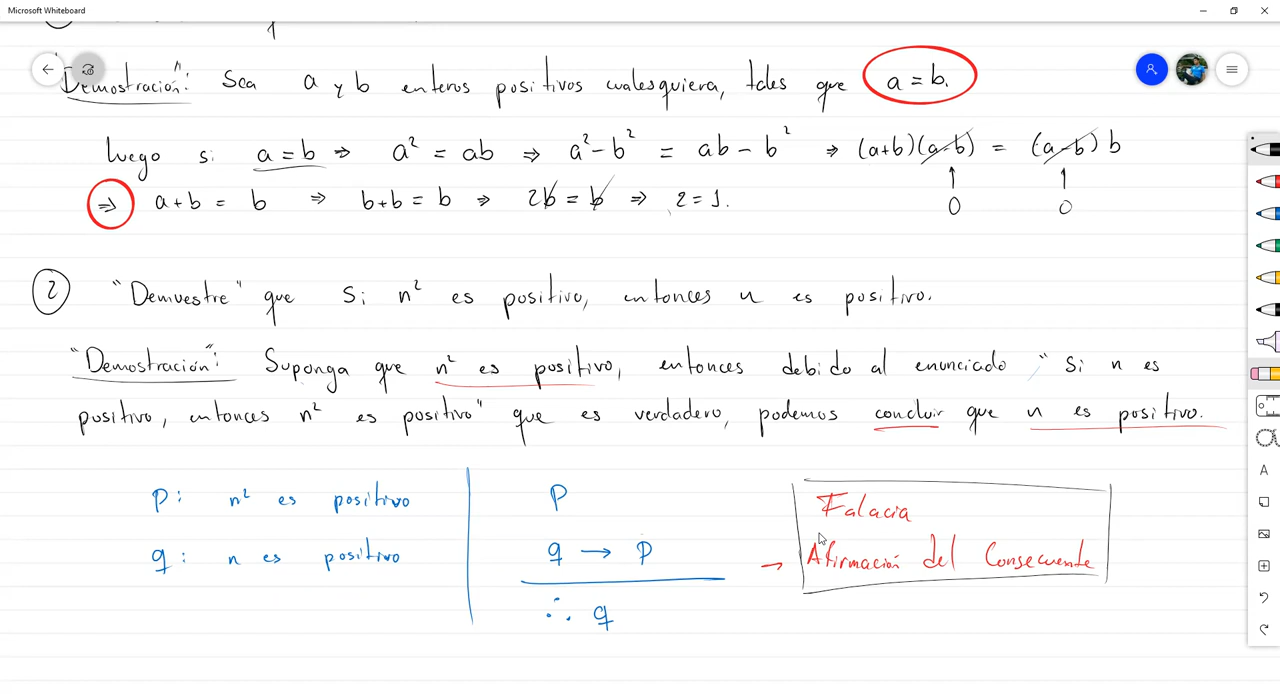 Microsoft Whiteboard
"Demostración": Sea a y b enteros positivos cualesquiera, tales que a = b.
Luego si a = b ⇒ a² = ab ⇒ a² - b² = ab - b² ⇒ (a+b)(a-b) = (a-b) b
⇒ a+b = b ⇒ b+b = b ⇒ 2b = b ⇒ 2 = 1.
0 0
2 "Demuestre" que Si n² es positivo, entonces n es positivo.
"Demostración": Suponga que n² es positivo, entonces debido al enunciado "Si n es
positivo, entonces n² es positivo" que es verdadero, podemos concluir que n es positivo.
p: n² es positivo
q: n es positivo
p
q → p
∴ q
Falacia
→ Afirmación del Consecuente
A